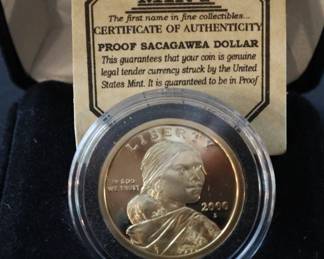 MINT
The first name in fine collectibles...
CERTIFICATE OF AUTHENTICITY
PROOF SACAGAWEA DOLLAR
This guarantees that your coin is genuine
legal tender currency struck by the United
States Mint. It is guaranteed to be in Proof
LIBERTY
IN GOD
WE TRUST
2000
S